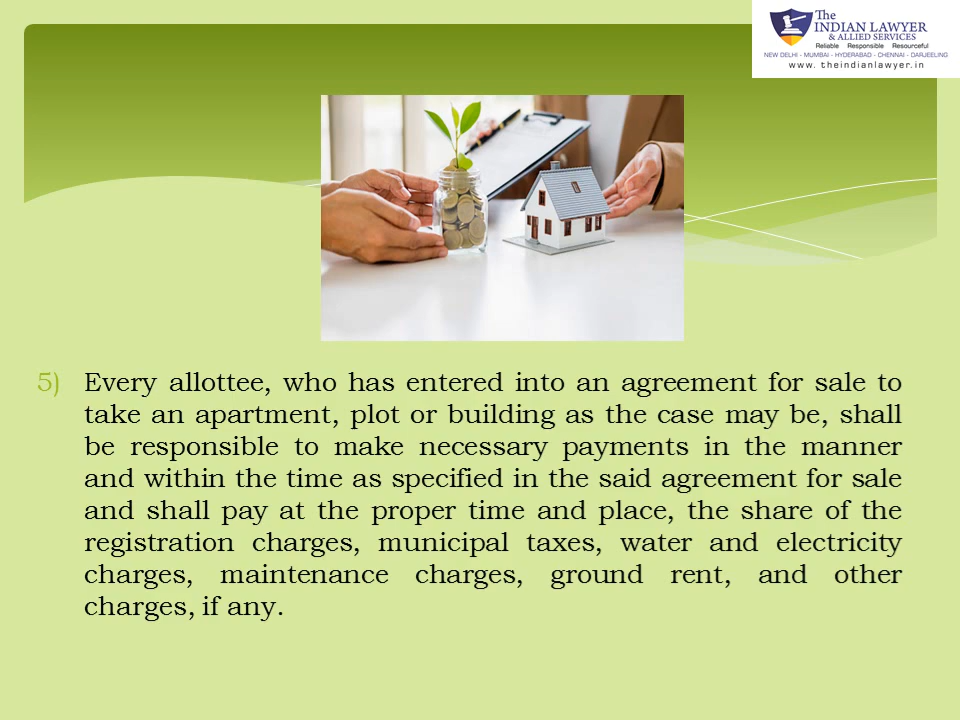 The
INDIAN LAWYER
& ALLIED SERVICES
Reliable Responsible Resourceful
NEW DELHI - MUMBAI - HYDERABAD - CHENNAI - DARJEELING
www. theindianlawyer.in
5) Every allottee, who has entered into an agreement for sale to
take an apartment, plot or building as the case may be, shall
be responsible to make necessary payments in the manner
and within the time as specified in the said agreement for sale
and shall pay at the proper time and place, the share of the
registration charges, municipal taxes, water and electricity
charges, maintenance charges, ground rent, and other
charges, if any.